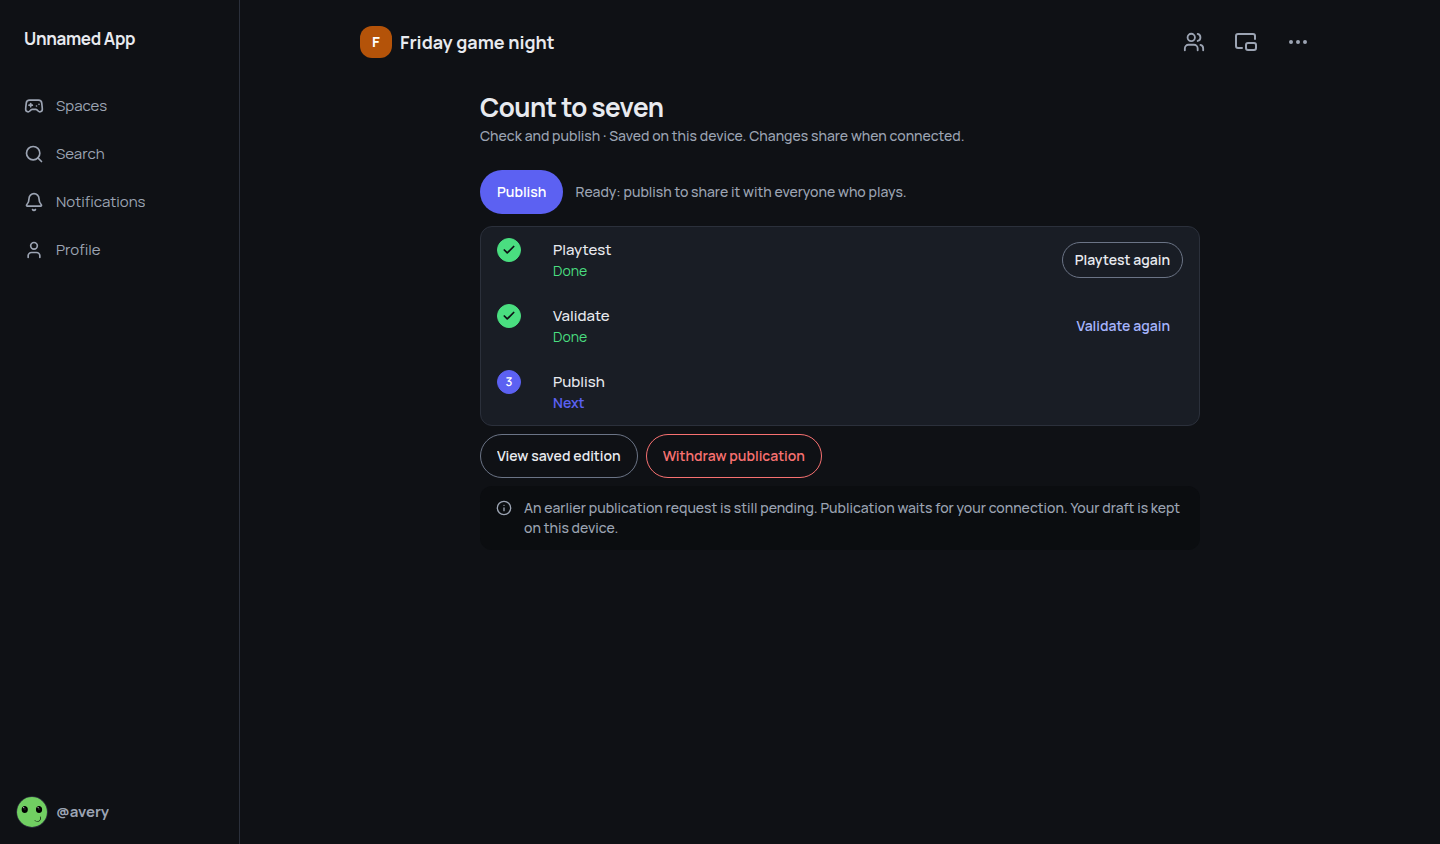 Unnamed App
Spaces
Search
Notifications
Profile
@avery
F Friday game night
Count to seven
Check and publish · Saved on this device. Changes share when connected.
Publish Ready: publish to share it with everyone who plays.
Playtest
Done
Playtest again
Validate
Done
Validate again
3 Publish
Next
View saved edition Withdraw publication
An earlier publication request is still pending. Publication waits for your connection. Your draft is kept
on this device.